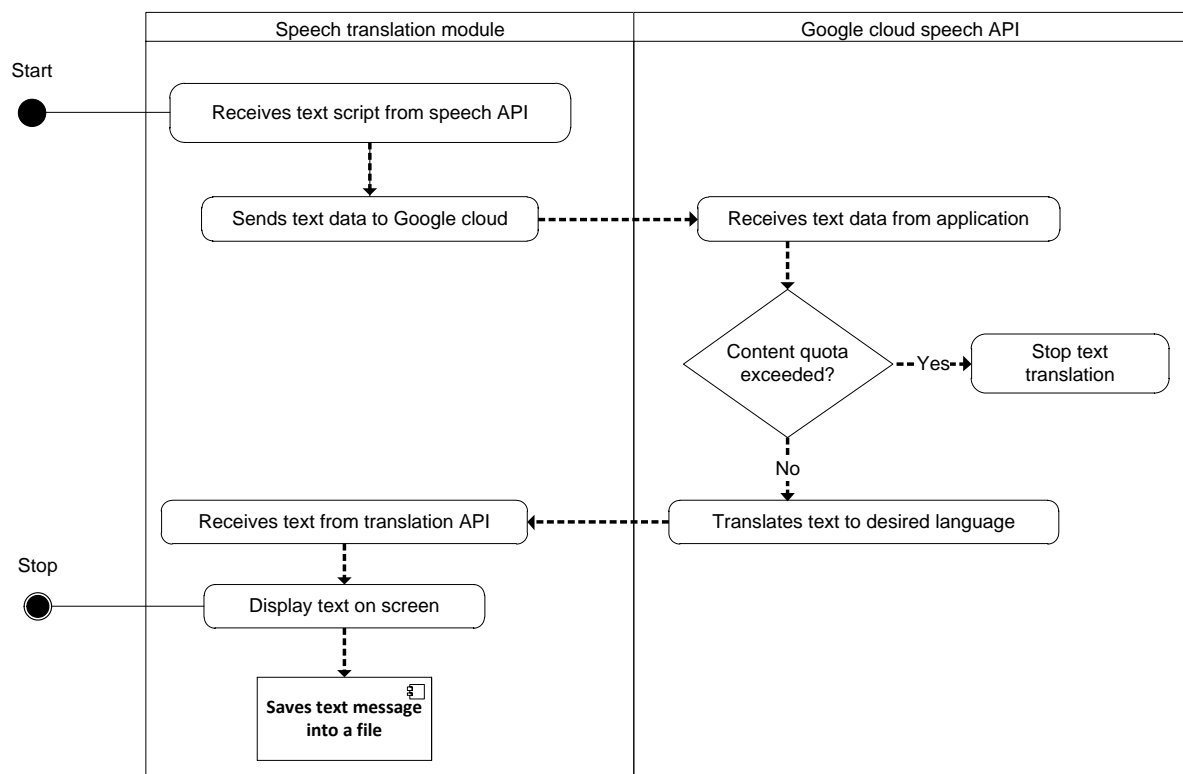 Speech translation module
Google cloud speech API
Start
Receives text script from speech API
Sends text data to Google cloud
Receives text data from application
Content quota
exceeded?
Yes
Stop text
translation
No
Receives text from translation API
Translates text to desired language
Stop
Display text on screen
Saves text message
into a file